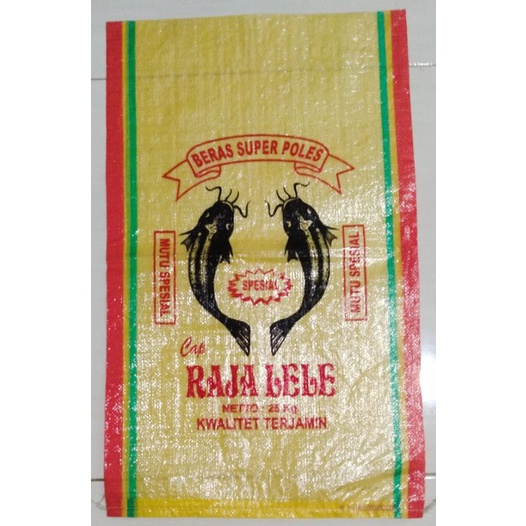 BERAS SUPER POLES
MUTU SPESIAL
SPESIAL
MUTU SPESIAL
Cap
RAJA LELE
NETTO : 25 Kg
KWALITET TERJAMIN